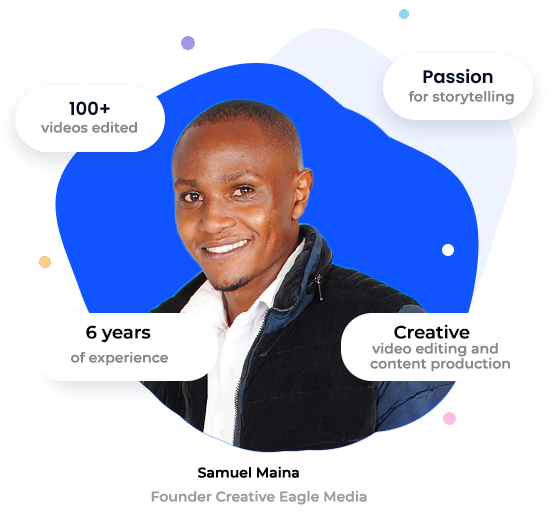 Passion
for storytelling
100+
videos edited
6 years
of experience
Creative
video editing and
content production
Samuel Maina
Founder Creative Eagle Media